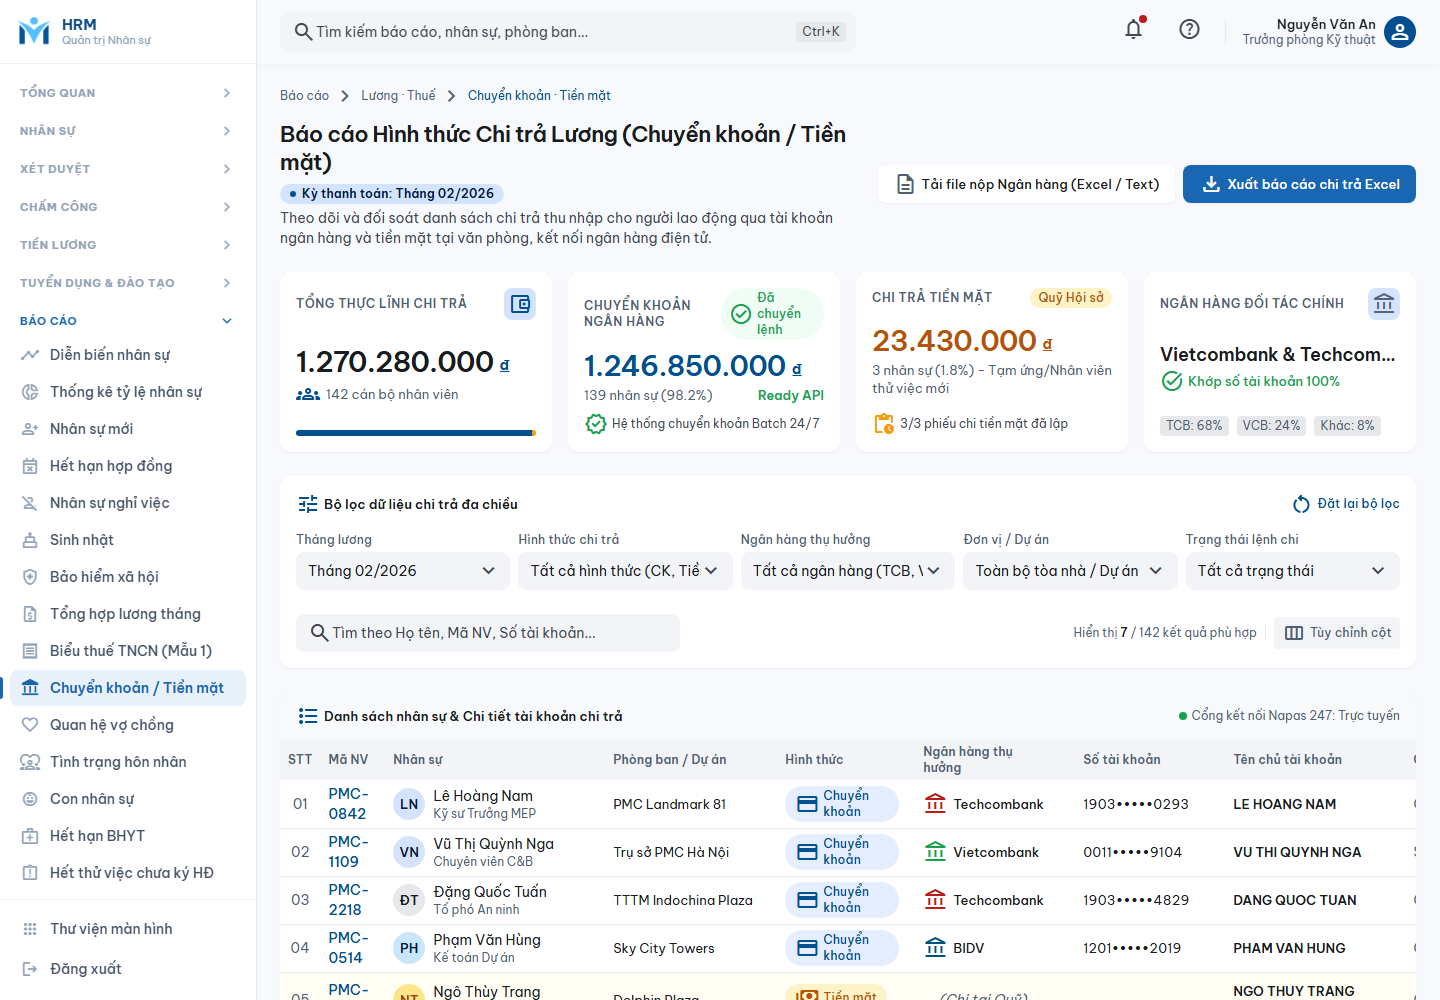 HRM
Quản trị Nhân sự
Tìm kiếm báo cáo, nhân sự, phòng ban...
Ctrl+K
Nguyễn Văn An
Trưởng phòng Kỹ thuật
TỔNG QUAN
NHÂN SỰ
XÉT DUYỆT
CHẤM CÔNG
TIỀN LƯƠNG
TUYỂN DỤNG & ĐÀO TẠO
BÁO CÁO
Diễn biến nhân sự
Thống kê tỷ lệ nhân sự
Nhân sự mới
Hết hạn hợp đồng
Nhân sự nghỉ việc
Sinh nhật
Bảo hiểm xã hội
Tổng hợp lương tháng
Biểu thuế TNCN (Mẫu 1)
Chuyển khoản / Tiền mặt
Quan hệ vợ chồng
Tình trạng hôn nhân
Con nhân sự
Hết hạn BHYT
Hết thử việc chưa ký HĐ
Thư viện màn hình
Đăng xuất
Báo cáo
Lương · Thuế
Chuyển khoản · Tiền mặt
Báo cáo Hình thức Chi trả Lương (Chuyển khoản / Tiền
mặt)
Kỳ thanh toán: Tháng 02/2026
Theo dõi và đối soát danh sách chi trả thu nhập cho người lao động qua tài khoản
ngân hàng và tiền mặt tại văn phòng, kết nối ngân hàng điện tử.
Tải file nộp Ngân hàng (Excel / Text)
Xuất báo cáo chi trả Excel
TỔNG THỰC LĨNH CHI TRẢ
1.270.280.000 đ
142 cán bộ nhân viên
CHUYỂN KHOẢN
NGÂN HÀNG
Đã
chuyển
lệnh
1.246.850.000 đ
139 nhân sự (98.2%)
Ready API
Hệ thống chuyển khoản Batch 24/7
CHI TRẢ TIỀN MẶT
Quỹ Hội sở
23.430.000 đ
3 nhân sự (1.8%) - Tạm ứng/Nhân viên
thử việc mới
3/3 phiếu chi tiền mặt đã lập
NGÂN HÀNG ĐỐI TÁC CHÍNH
Vietcombank & Techcom...
Khớp số tài khoản 100%
TCB: 68%
VCB: 24%
Khác: 8%
Bộ lọc dữ liệu chi trả đa chiều
Đặt lại bộ lọc
Tháng lương
Hình thức chi trả
Ngân hàng thụ hưởng
Đơn vị / Dự án
Trạng thái lệnh chi
Tháng 02/2026
Tất cả hình thức (CK, Tiề
Tất cả ngân hàng (TCB, V
Toàn bộ tòa nhà / Dự án
Tất cả trạng thái
Tìm theo Họ tên, Mã NV, Số tài khoản...
Hiển thị 7 / 142 kết quả phù hợp
Tùy chỉnh cột
Danh sách nhân sự & Chi tiết tài khoản chi trả
Cổng kết nối Napas 247: Trực tuyến
STT
Mã NV
Nhân sự
Phòng ban / Dự án
Hình thức
Ngân hàng thụ
hưởng
Số tài khoản
Tên chủ tài khoản
01
PMC-
0842
LN
Lê Hoàng Nam
Kỹ sư Trưởng MEP
PMC Landmark 81
Chuyển
khoản
Techcombank
1903•••••0293
LE HOANG NAM
02
PMC-
1109
VN
Vũ Thị Quỳnh Nga
Chuyên viên C&B
Trụ sở PMC Hà Nội
Chuyển
khoản
Vietcombank
0011•••••9104
VU THI QUYNH NGA
03
PMC-
2218
ĐT
Đặng Quốc Tuấn
Tổ phó An ninh
TTTM Indochina Plaza
Chuyển
khoản
Techcombank
1903•••••4829
DANG QUOC TUAN
04
PMC-
0514
PH
Phạm Văn Hùng
Kế toán Dự án
Sky City Towers
Chuyển
khoản
BIDV
1201•••••2019
PHAM VAN HUNG
05
PMC-
NT
Ngô Thùy Trang
Dolphin Plaza
Tiền mặt
(Chi tại Quỹ)
NGO THUY TRANG